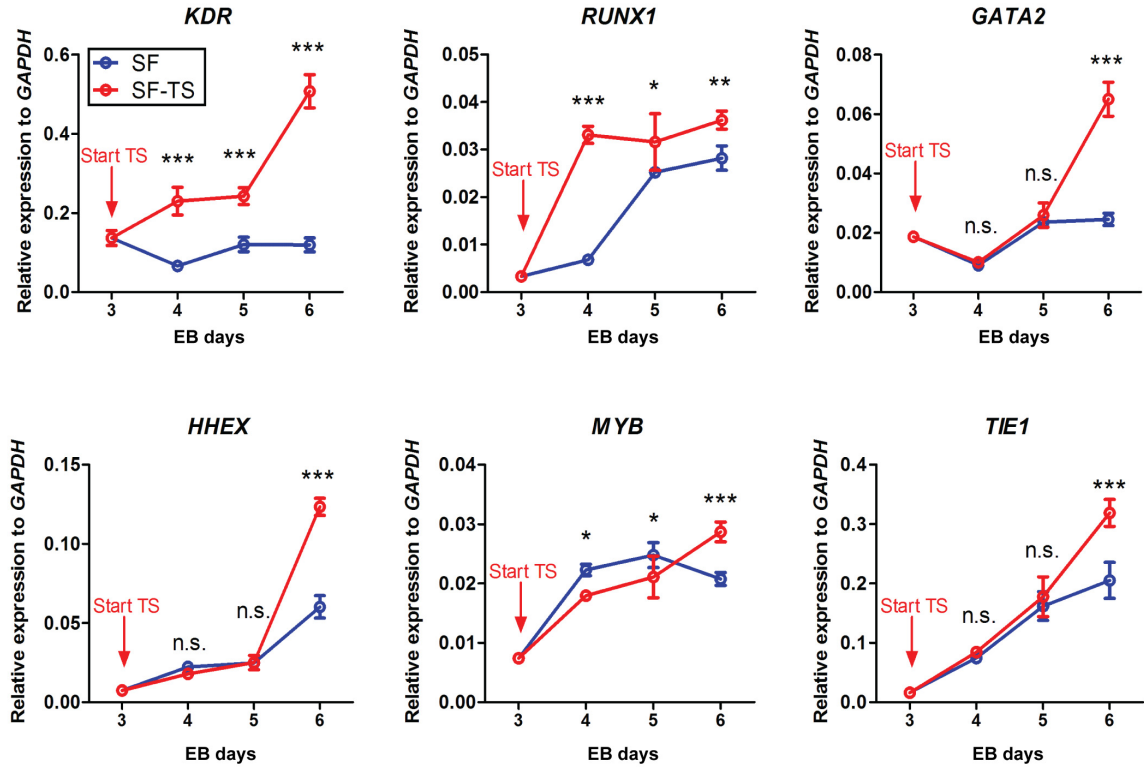 KDR
Relative expression to GAPDH
0.6
0.4
0.2
0.0
SF
SF-TS
Start TS
***
***
***
3 4 5 6
EB days
RUNX1
Relative expression to GAPDH
0.05
0.04
0.03
0.02
0.01
0.00
Start TS
***
*
**
3 4 5 6
EB days
GATA2
Relative expression to GAPDH
0.08
0.06
0.04
0.02
0.00
Start TS
n.s.
n.s.
***
3 4 5 6
EB days
HHEX
Relative expression to GAPDH
0.15
0.10
0.05
0.00
Start TS
n.s.
n.s.
***
3 4 5 6
EB days
MYB
Relative expression to GAPDH
0.04
0.03
0.02
0.01
0.00
Start TS
*
*
***
3 4 5 6
EB days
TIE1
Relative expression to GAPDH
0.4
0.3
0.2
0.1
0.0
Start TS
n.s.
n.s.
***
3 4 5 6
EB days